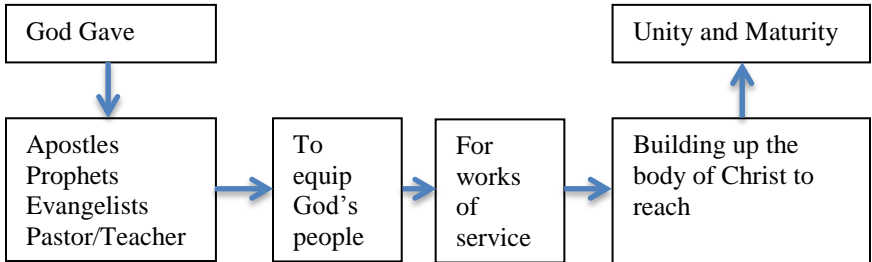 God Gave
Apostles
Prophets
Evangelists
Pastor/Teacher
To
equip
God’s
people
For
works
of
service
Building up the
body of Christ to
reach
Unity and Maturity